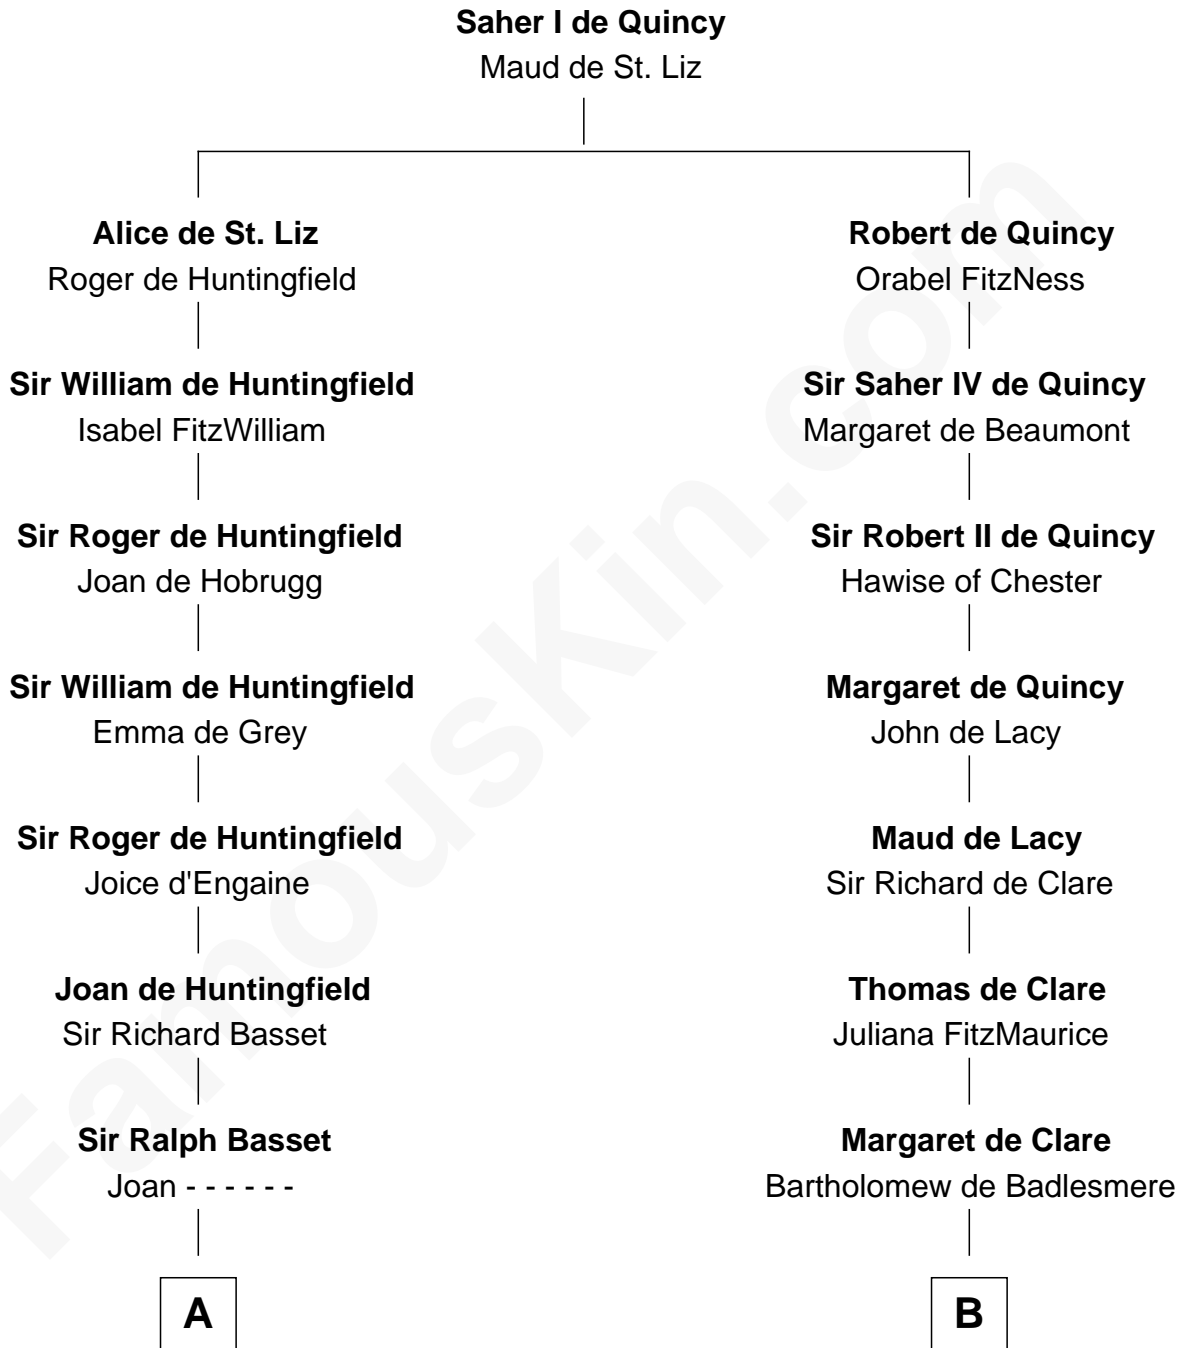 Saher I de Quincy
Maud de St. Liz
Alice de St. Liz
Roger de Huntingfield
Robert de Quincy
Orabel FitzNess
Sir William de Huntingfield
Isabel FitzWilliam
Sir Saher IV de Quincy
Margaret de Beaumont
Sir Roger de Huntingfield
Joan de Hobrugg
Sir Robert II de Quincy
Hawise of Chester
Sir William de Huntingfield
Emma de Grey
Margaret de Quincy
John de Lacy
Sir Roger de Huntingfield
Joice d'Engaine
Maud de Lacy
Sir Richard de Clare
Joan de Huntingfield
Sir Richard Basset
Thomas de Clare
Juliana FitzMaurice
Sir Ralph Basset
Joan - - - - - -
Margaret de Clare
Bartholomew de Badlesmere
A
B
FamousKin.com